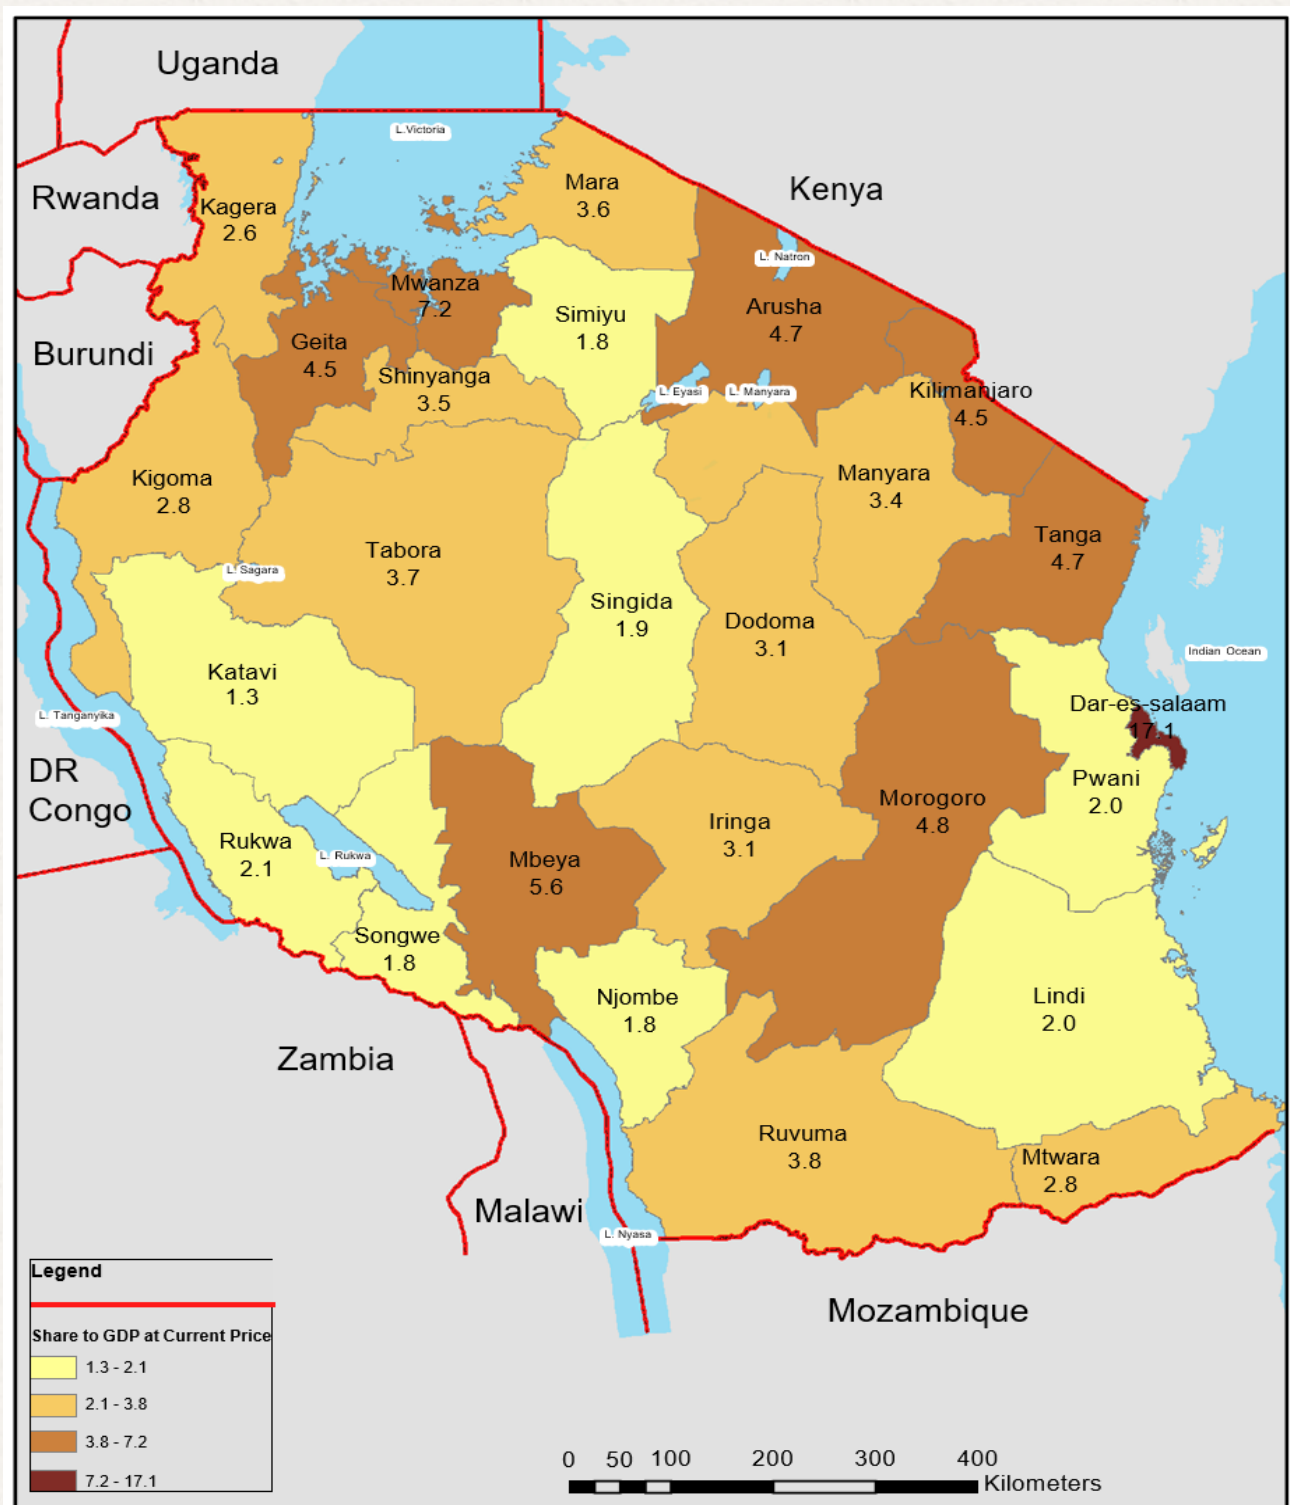 Uganda
L.Victoria
Rwanda
Kenya
Mara
3.6
Kagera
2.6
L. Natron
Mwanza
7.2
Arusha
4.7
Simiyu
1.8
Burundi
Geita
4.5
Shinyanga
3.5
L. Eyasi
L. Manyara
Kilimanjaro
4.5
Kigoma
2.8
Manyara
3.4
Tanga
4.7
Tabora
3.7
L. Sagara
Singida
1.9
Dodoma
3.1
Indian Ocean
Katavi
1.3
L. Tanganyika
Dar-es-salaam
17.1
DR
Congo
Pwani
2.0
Morogoro
4.8
Iringa
3.1
Rukwa
2.1
L. Rukwa
Mbeya
5.6
Songwe
1.8
Njombe
1.8
Lindi
2.0
Zambia
Ruvuma
3.8
Mtwara
2.8
Malawi
L. Nyasa
Mozambique
Legend
Share to GDP at Current Price
1.3 - 2.1
2.1 - 3.8
3.8 - 7.2
7.2 - 17.1
0 50 100 200 300 400
Kilometers